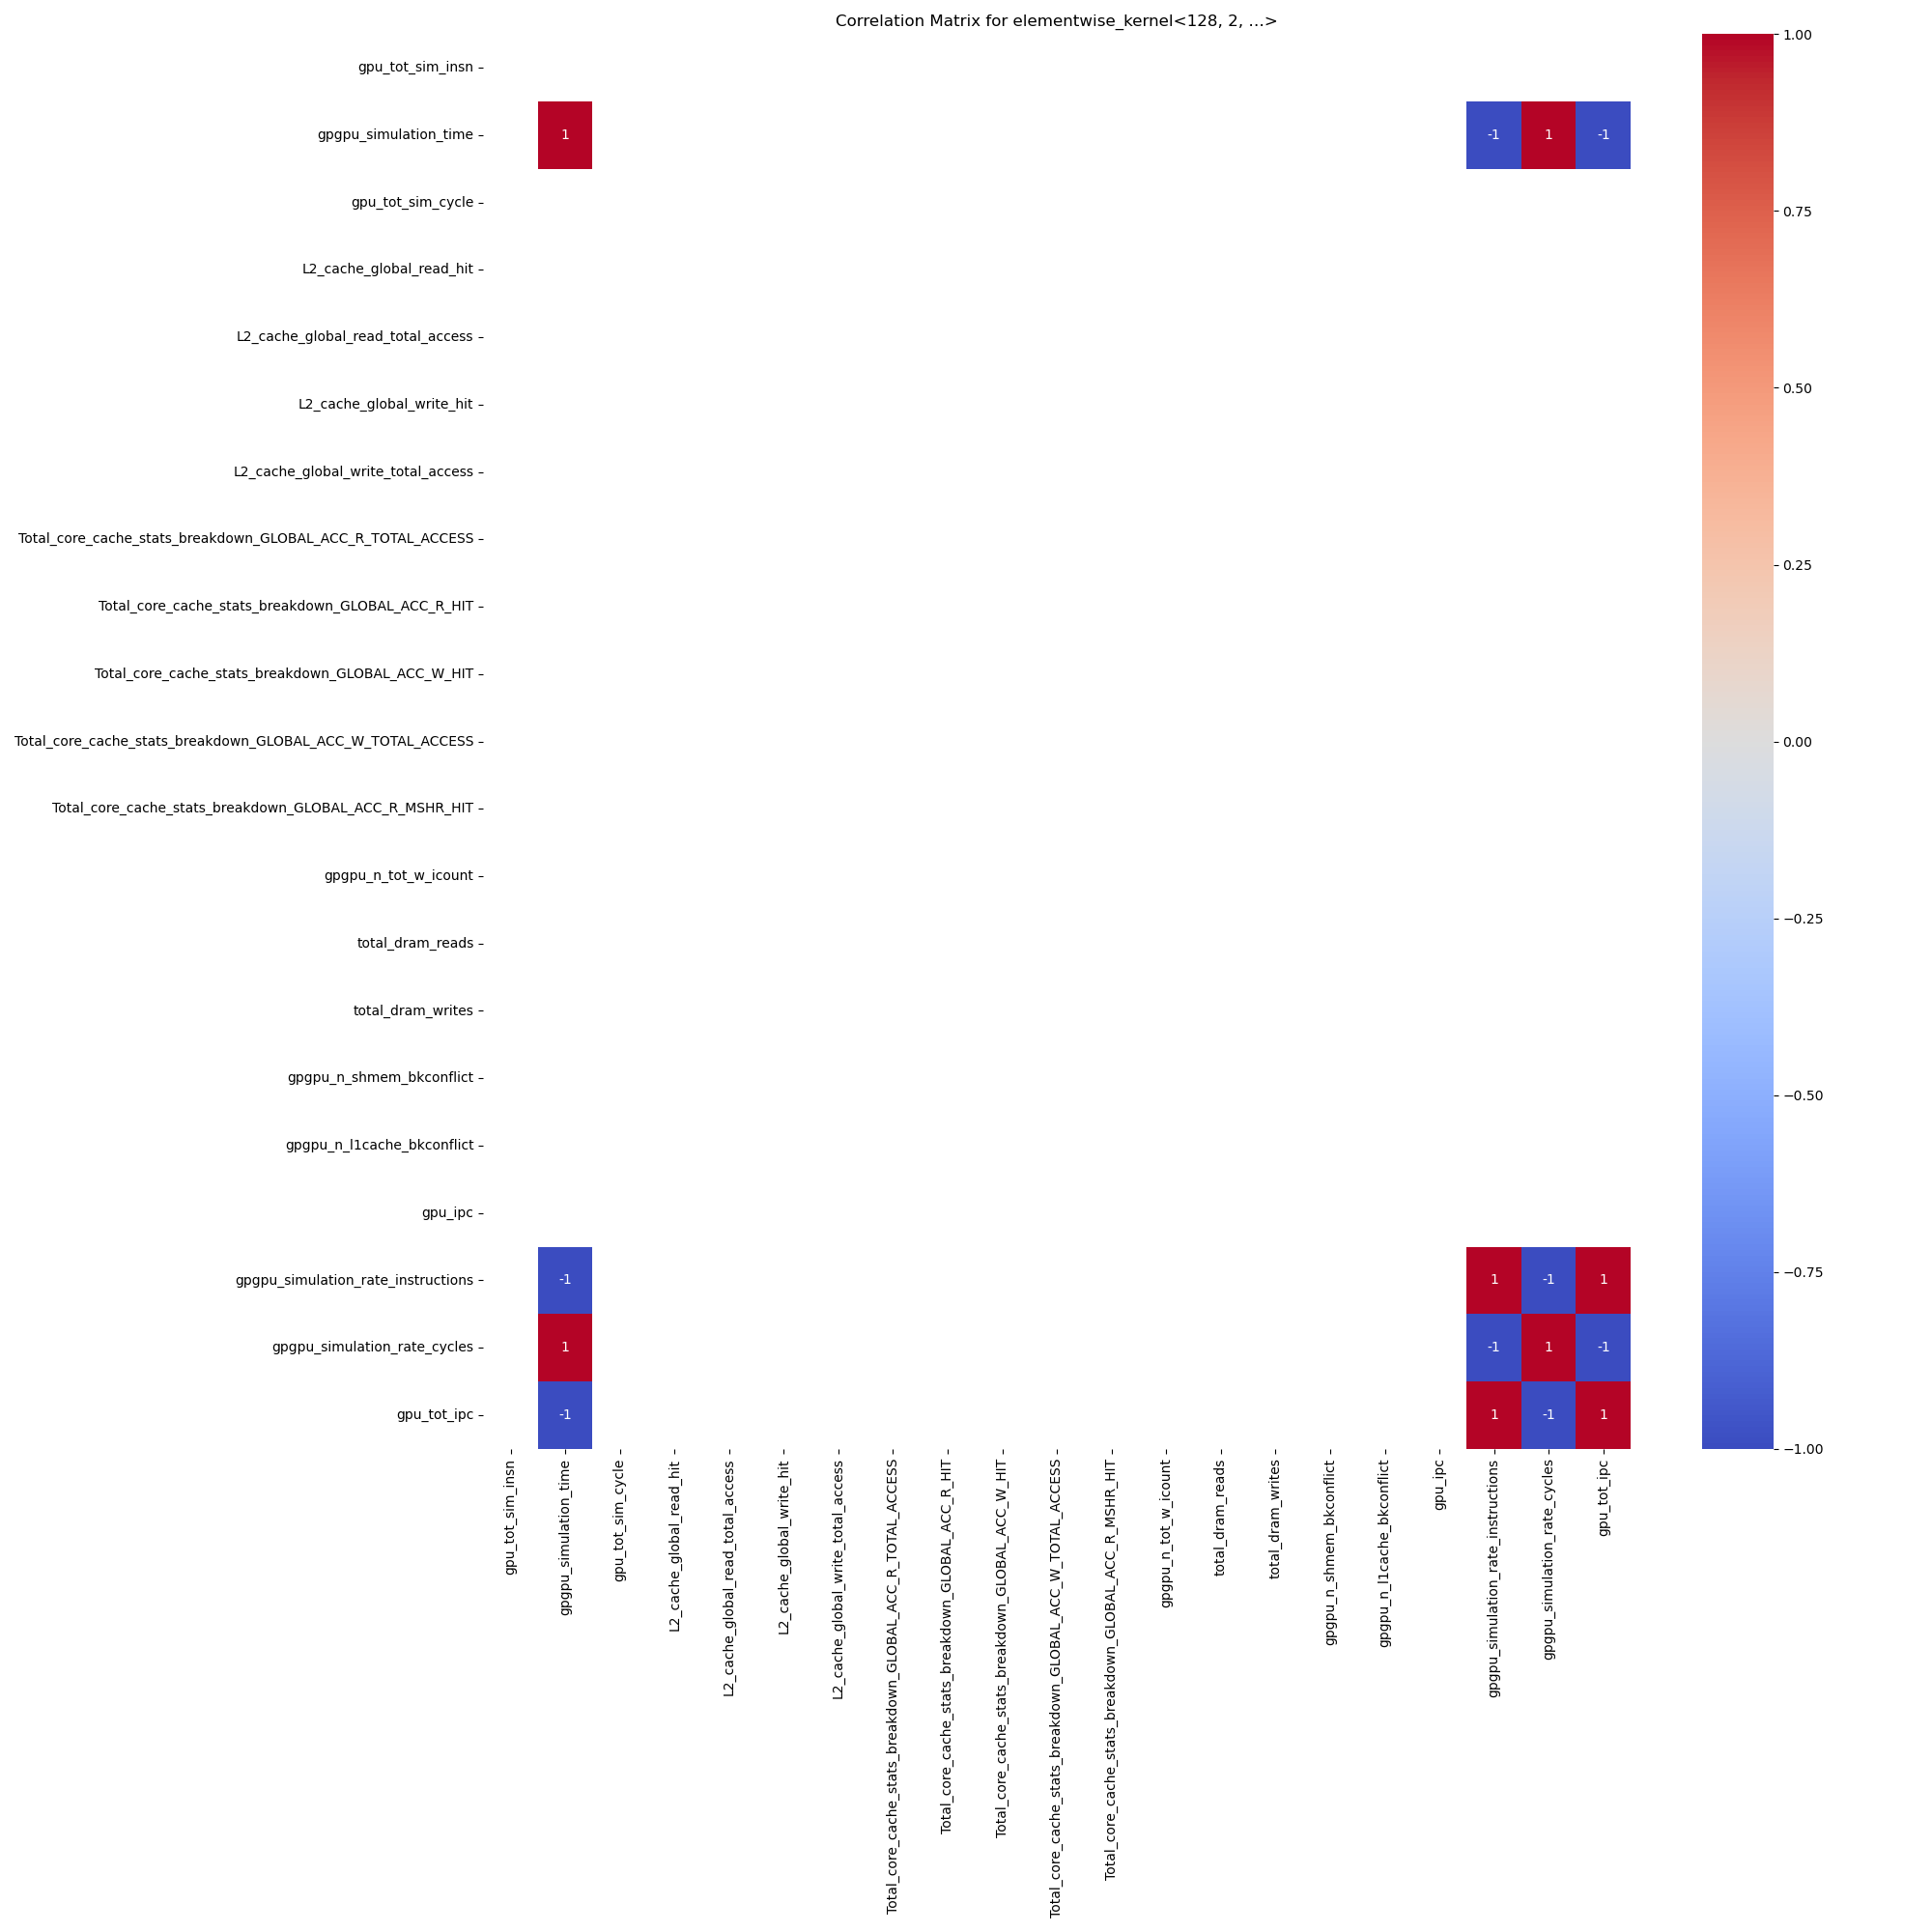 Correlation Matrix for elementwise_kernel<128, 2, ...>
gpu_tot_sim_insn
gpgpu_simulation_time
1
-1
1
-1
gpu_tot_sim_cycle
L2_cache_global_read_hit
L2_cache_global_read_total_access
L2_cache_global_write_hit
L2_cache_global_write_total_access
Total_core_cache_stats_breakdown_GLOBAL_ACC_R_TOTAL_ACCESS
Total_core_cache_stats_breakdown_GLOBAL_ACC_R_HIT
Total_core_cache_stats_breakdown_GLOBAL_ACC_W_HIT
Total_core_cache_stats_breakdown_GLOBAL_ACC_W_TOTAL_ACCESS
Total_core_cache_stats_breakdown_GLOBAL_ACC_R_MSHR_HIT
gpgpu_n_tot_w_icount
total_dram_reads
total_dram_writes
gpgpu_n_shmem_bkconflict
gpgpu_n_l1cache_bkconflict
gpu_ipc
gpgpu_simulation_rate_instructions
-1
1
-1
1
gpgpu_simulation_rate_cycles
1
-1
1
-1
gpu_tot_ipc
-1
1
-1
1
gpu_tot_sim_insn
gpgpu_simulation_time
gpu_tot_sim_cycle
L2_cache_global_read_hit
L2_cache_global_read_total_access
L2_cache_global_write_hit
L2_cache_global_write_total_access
Total_core_cache_stats_breakdown_GLOBAL_ACC_R_TOTAL_ACCESS
Total_core_cache_stats_breakdown_GLOBAL_ACC_R_HIT
Total_core_cache_stats_breakdown_GLOBAL_ACC_W_HIT
Total_core_cache_stats_breakdown_GLOBAL_ACC_W_TOTAL_ACCESS
Total_core_cache_stats_breakdown_GLOBAL_ACC_R_MSHR_HIT
gpgpu_n_tot_w_icount
total_dram_reads
total_dram_writes
gpgpu_n_shmem_bkconflict
gpgpu_n_l1cache_bkconflict
gpu_ipc
gpgpu_simulation_rate_instructions
gpgpu_simulation_rate_cycles
gpu_tot_ipc
1.00
0.75
0.50
0.25
0.00
−0.25
−0.50
−0.75
−1.00